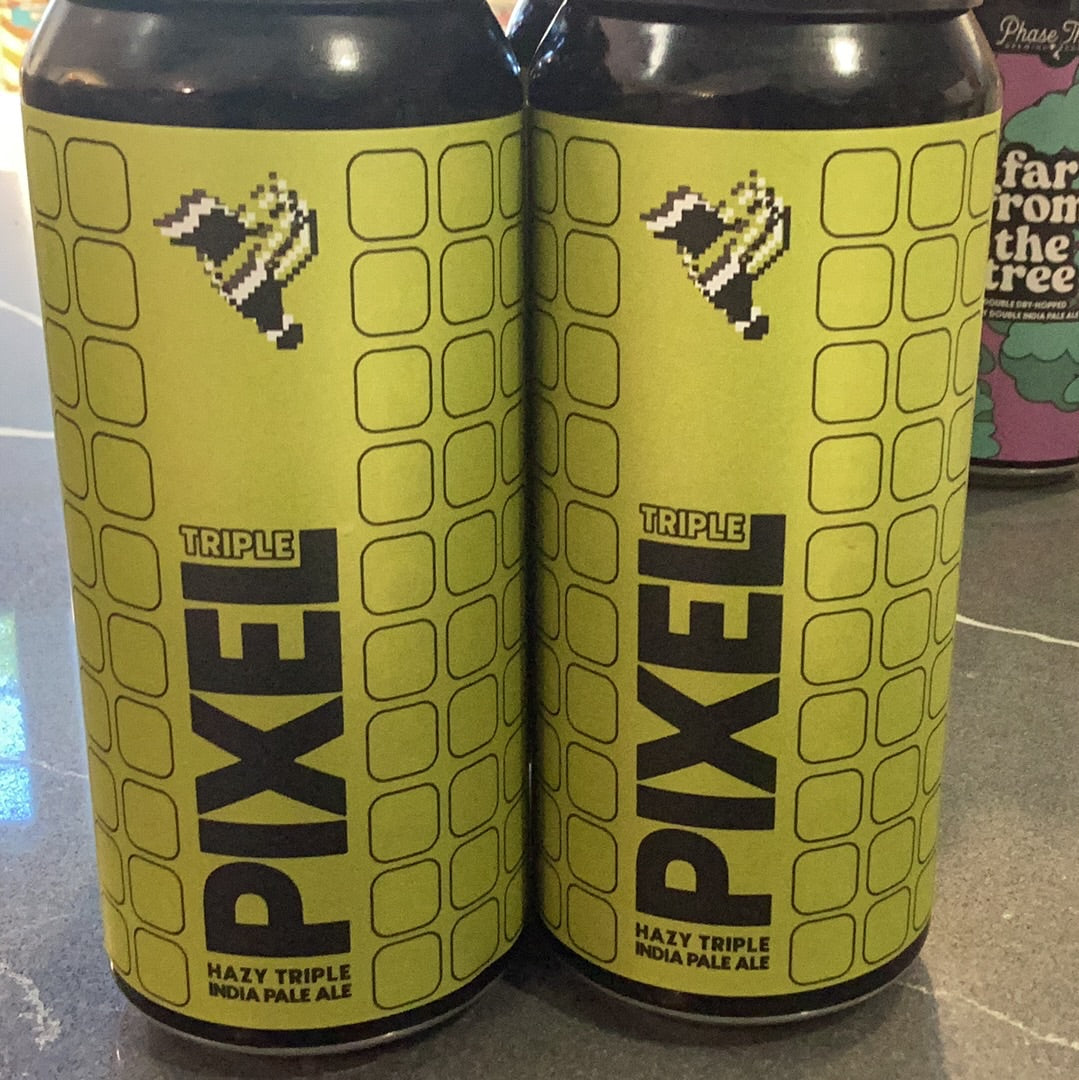 TRIPLE
PIXEL
HAZY TRIPLE
INDIA PALE ALE
TRIPLE
PIXEL
HAZY TRIPLE
INDIA PALE ALE
Phase
far
from
the
tree
DOUBLE DRY-HOPPED
DOUBLE INDIA PALE ALE